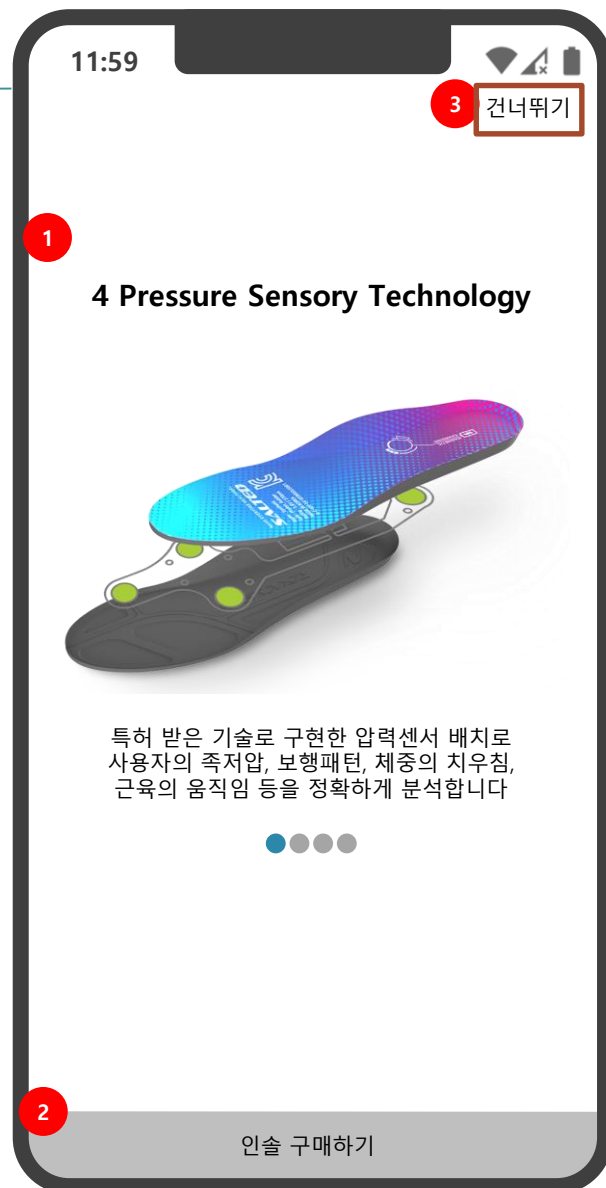 11:59
3
건너뛰기
1
4 Pressure Sensory Technology
SALTED
특허 받은 기술로 구현한 압력센서 배치로
사용자의 족저압, 보행패턴, 체중의 치우침,
근육의 움직임 등을 정확하게 분석합니다
2
인솔 구매하기